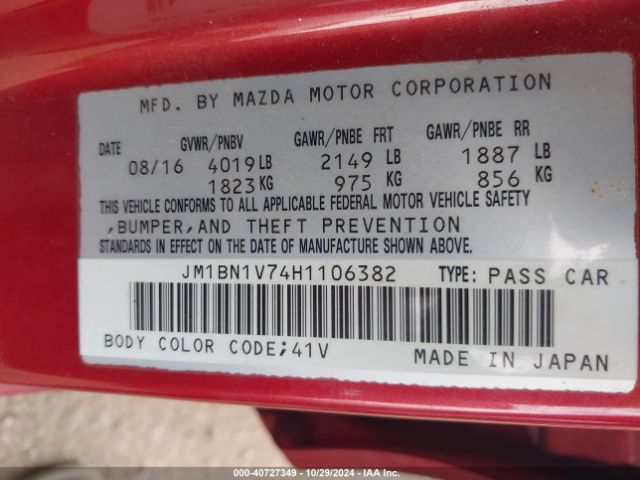 MFD. BY MAZDA MOTOR CORPORATION
DATE GVWR/PNBV GAWR/PNBE FRT GAWR/PNBE RR
08/16 4019 LB 2149 LB 1887 LB
1823 KG 975 KG 856 KG
THIS VEHICLE CONFORMS TO ALL APPLICABLE FEDERAL MOTOR VEHICLE SAFETY
,BUMPER,AND THEFT PREVENTION
STANDARDS IN EFFECT ON THE DATE OF MANUFACTURE SHOWN ABOVE.
JM1BN1V74H1106382 TYPE: PASS CAR
BODY COLOR CODE;41V MADE IN JAPAN
© - 40727349 - 10/29/2024 - IAA Inc.